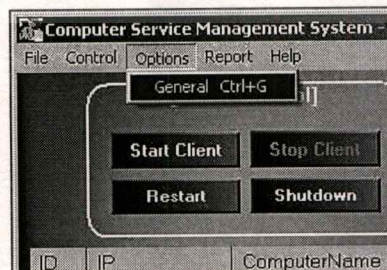 Computer Service Management System -
File Control Options Report Help
General Ctrl+G
l]
Start Client Stop Client
Restart Shutdown
ID IP ComputerName